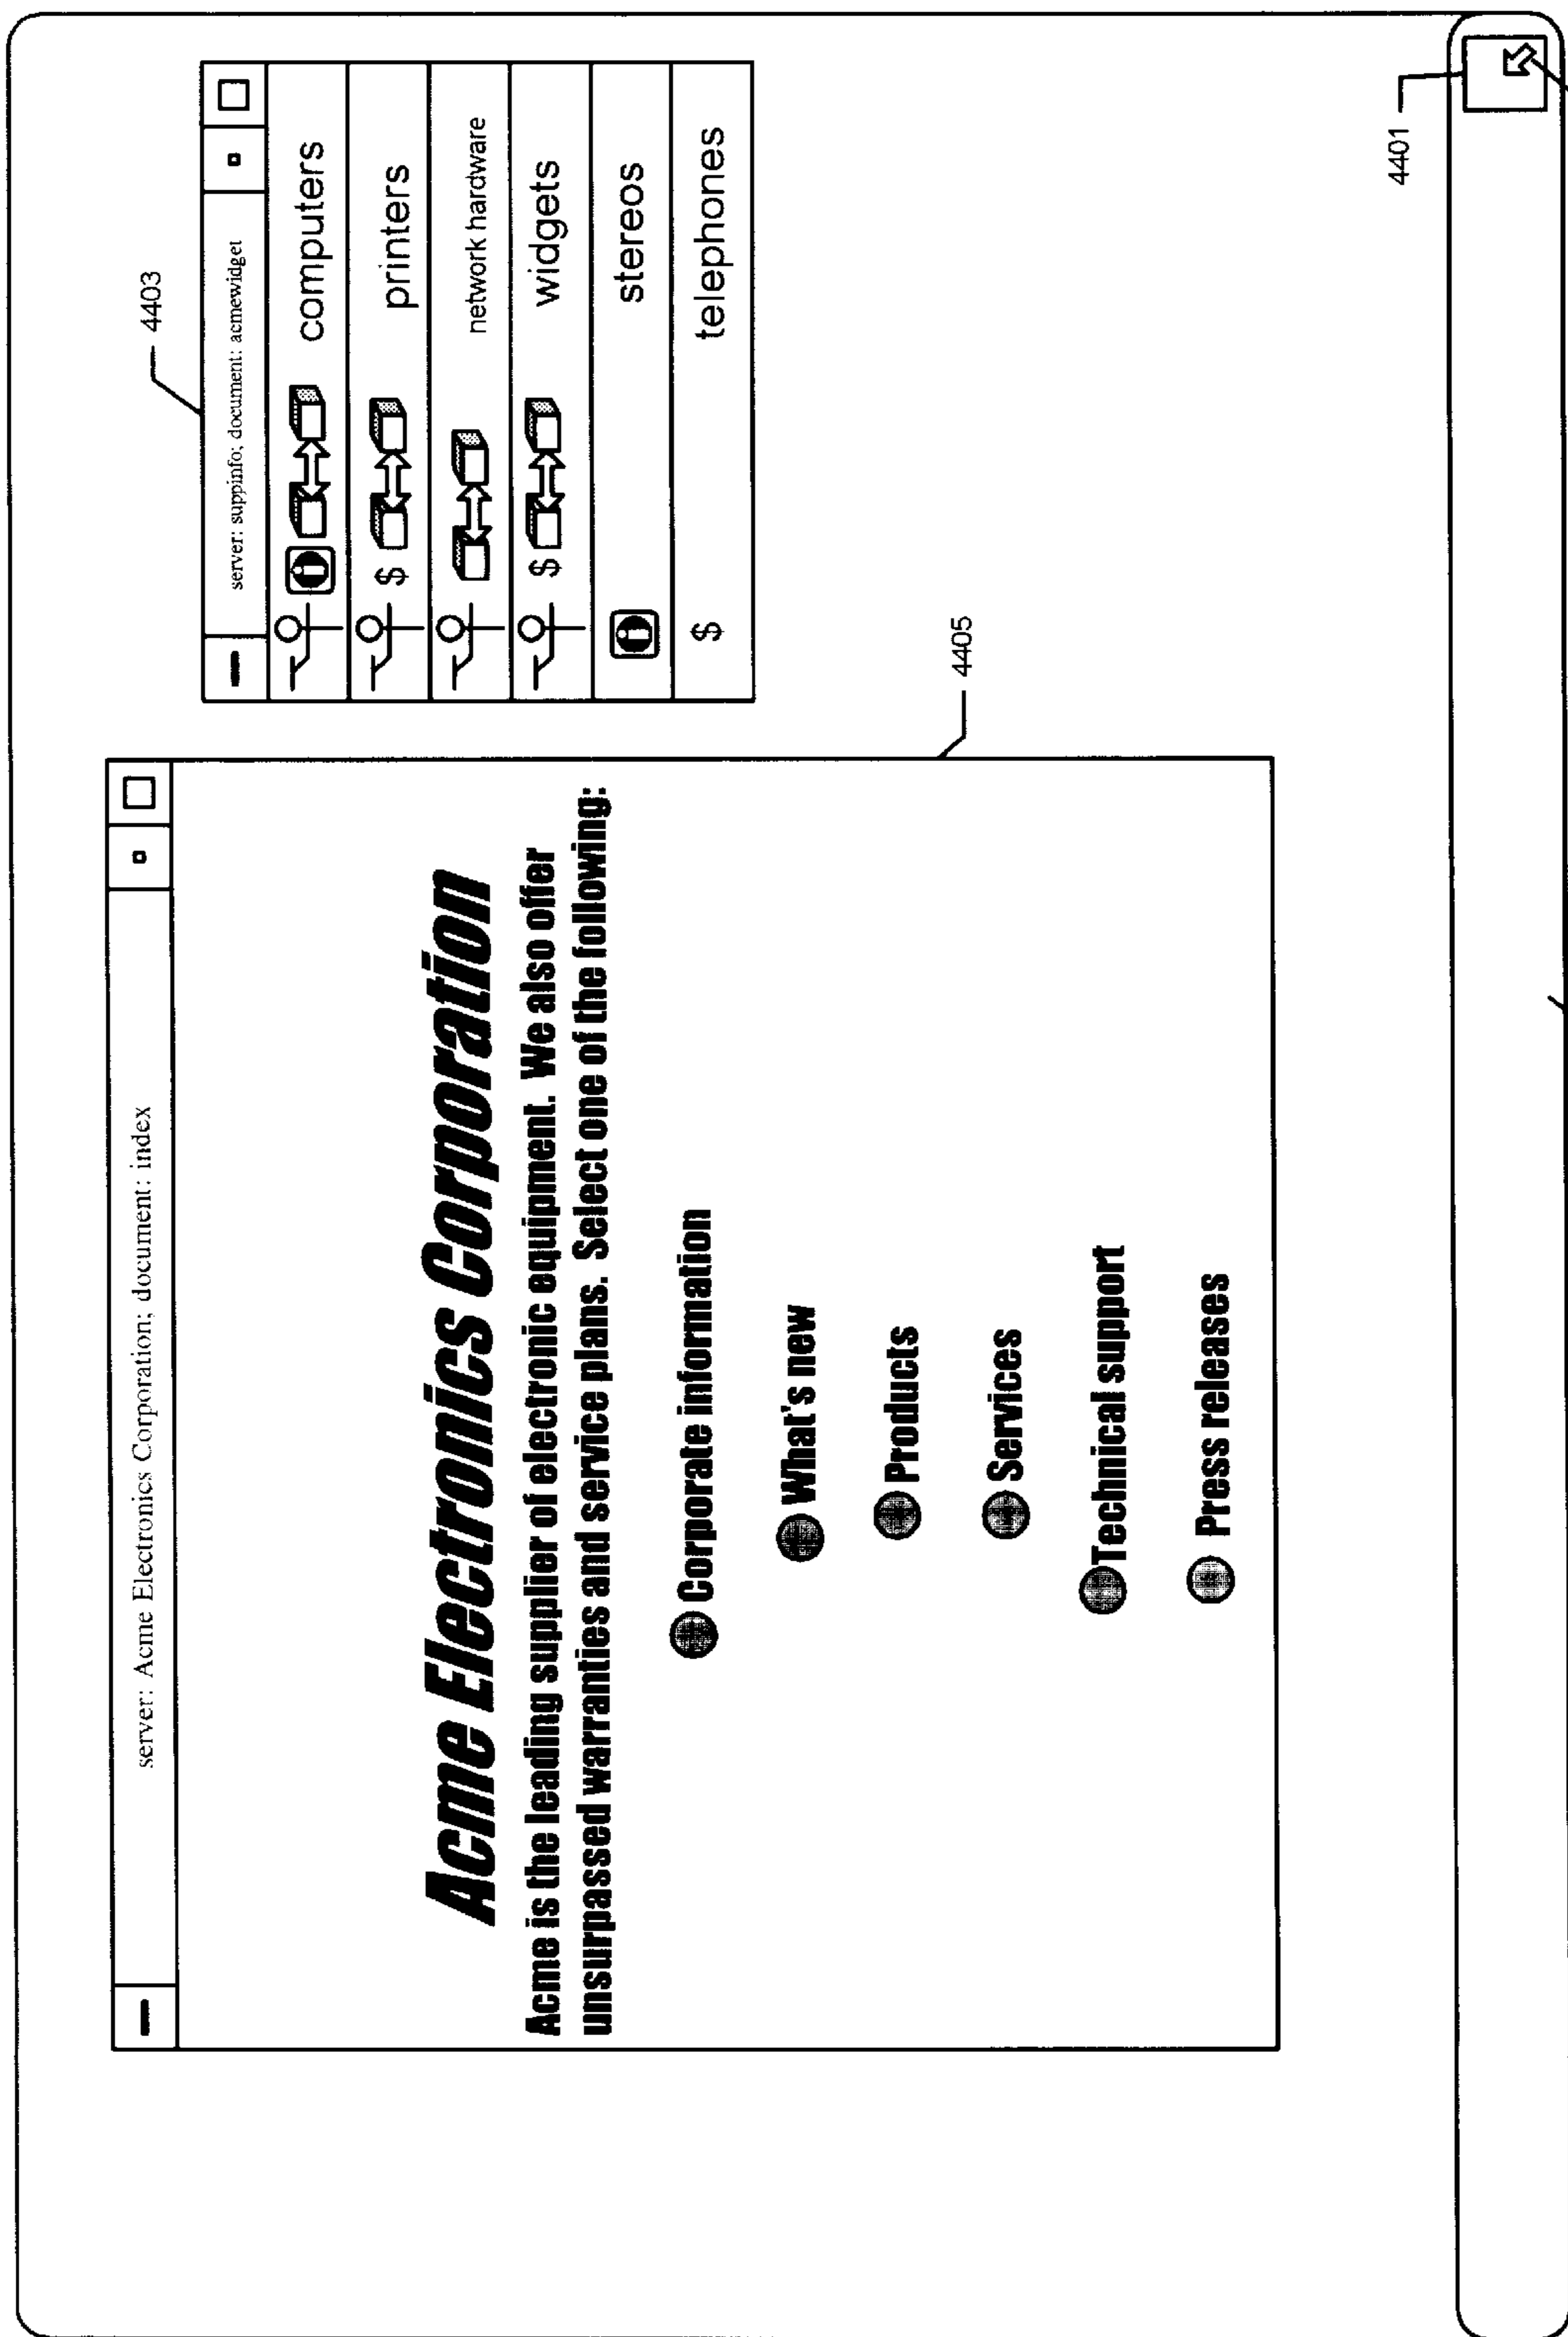 server: Acme Electronics Corporation; document: index
Acme Electronics Corporation
Acme is the leading supplier of electronic equipment. We also offer
unsurpassed warranties and service plans. Select one of the following:
Corporate information
What's new
Products
Services
Technical support
Press releases
4405
4403
server: suppinfo; document: acmewidget
computers
$ printers
network hardware
$ widgets
stereos
$ telephones
4401